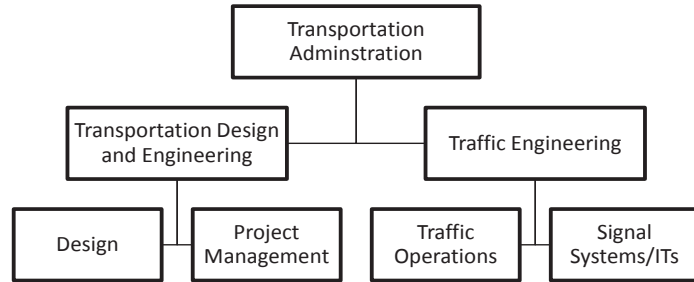 Transportation
Adminstration
Transportation Design
and Engineering
Traffic Engineering
Design
Project
Management
Traffic
Operations
Signal
Systems/ITs